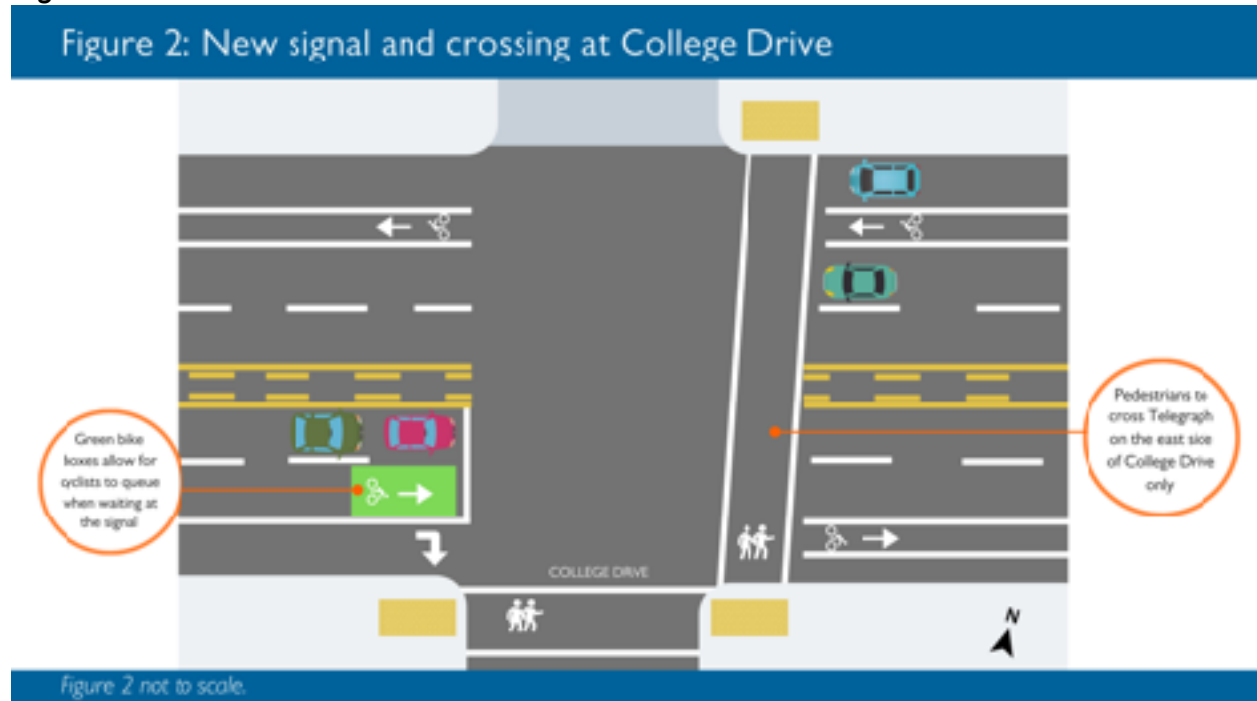 Figure 2: New signal and crossing at College Drive
Green bike
boxes allow for
cyclists to queue
when waiting at
the signal
Pedestrians to
cross Telegraph
on the east side
of College Drive
only
COLLEGE DRIVE
N
Figure 2 not to scale.